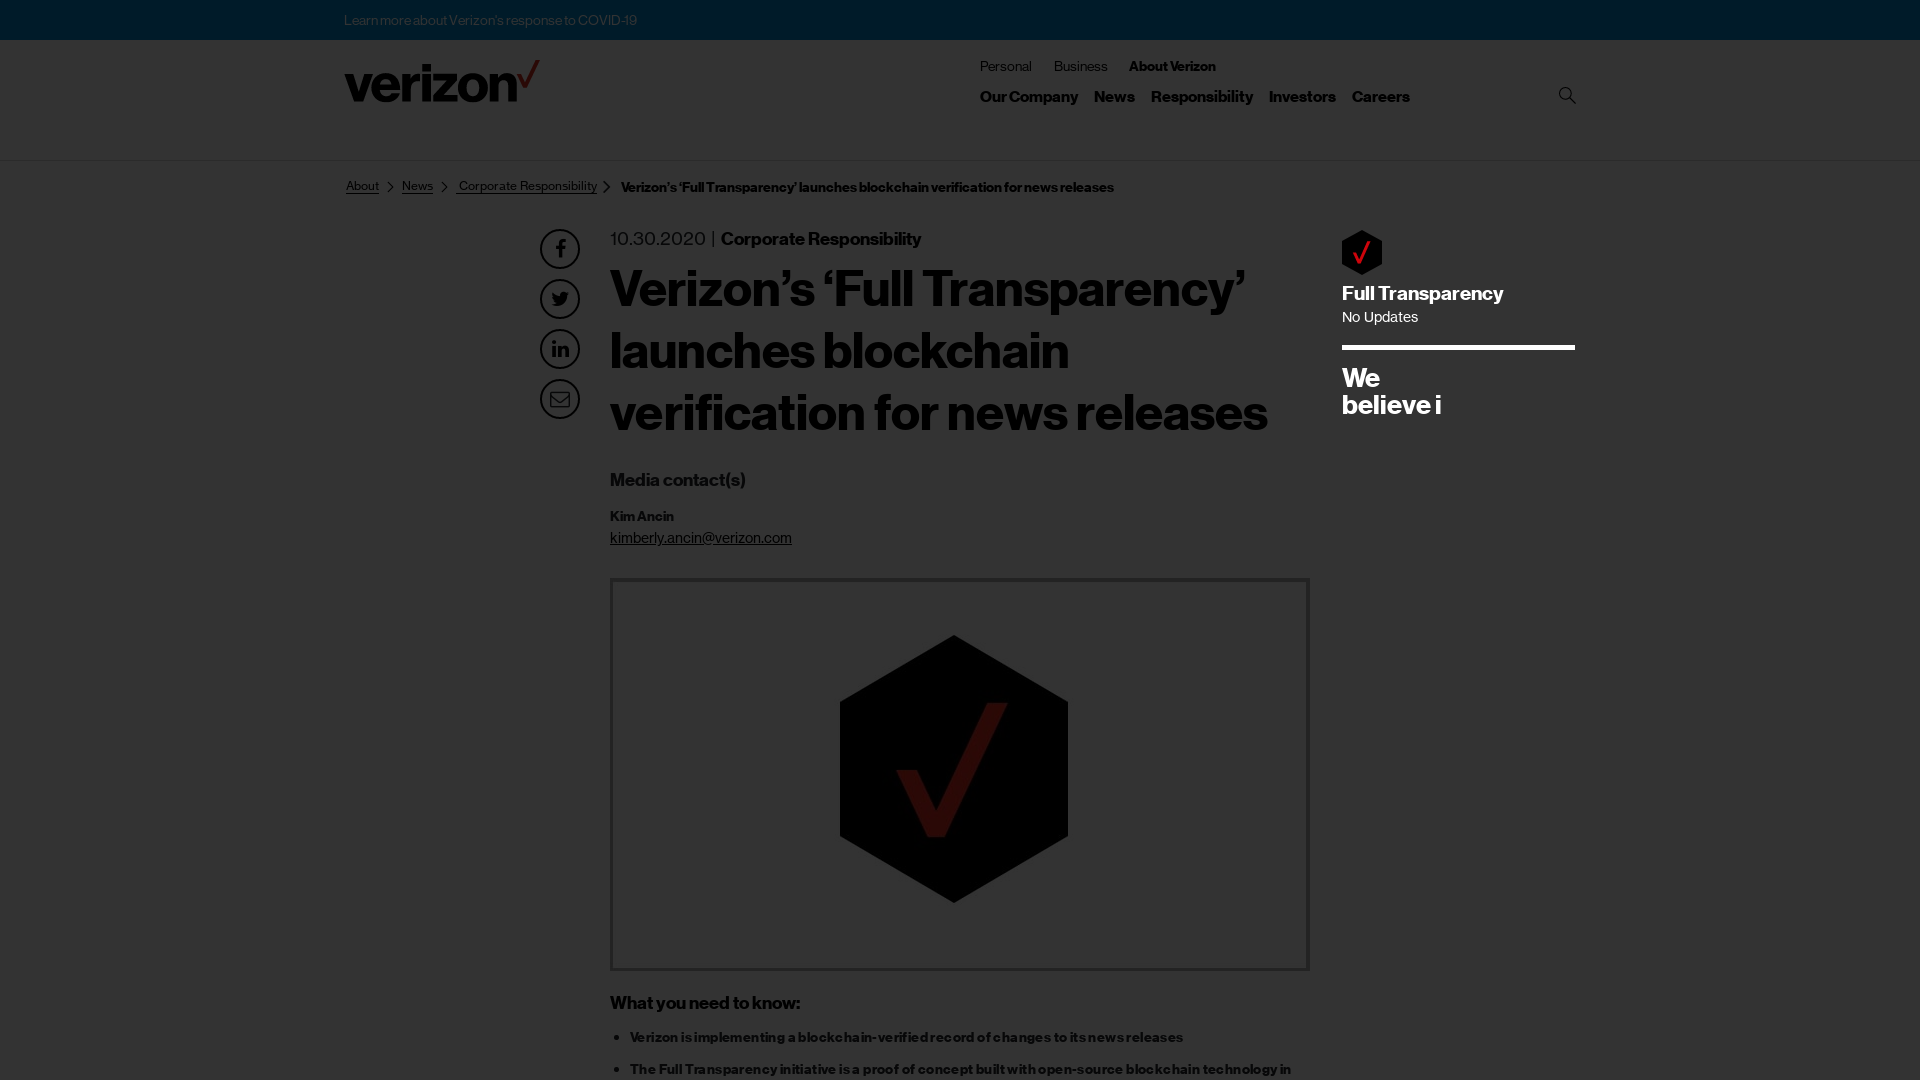 Learn more about Verizon's response to COVID-19
verizon
Personal Business About Verizon
Our Company News Responsibility Investors Careers
About News Corporate Responsibility Verizon’s ‘Full Transparency’ launches blockchain verification for news releases
10.30.2020 | Corporate Responsibility
Verizon’s ‘Full Transparency’
launches blockchain
verification for news releases
Full Transparency
No Updates
We
believe i
Media contact(s)
Kim Ancin
kimberly.ancin@verizon.com
What you need to know:
• Verizon is implementing a blockchain-verified record of changes to its news releases
• The Full Transparency initiative is a proof of concept built with open-source blockchain technology in